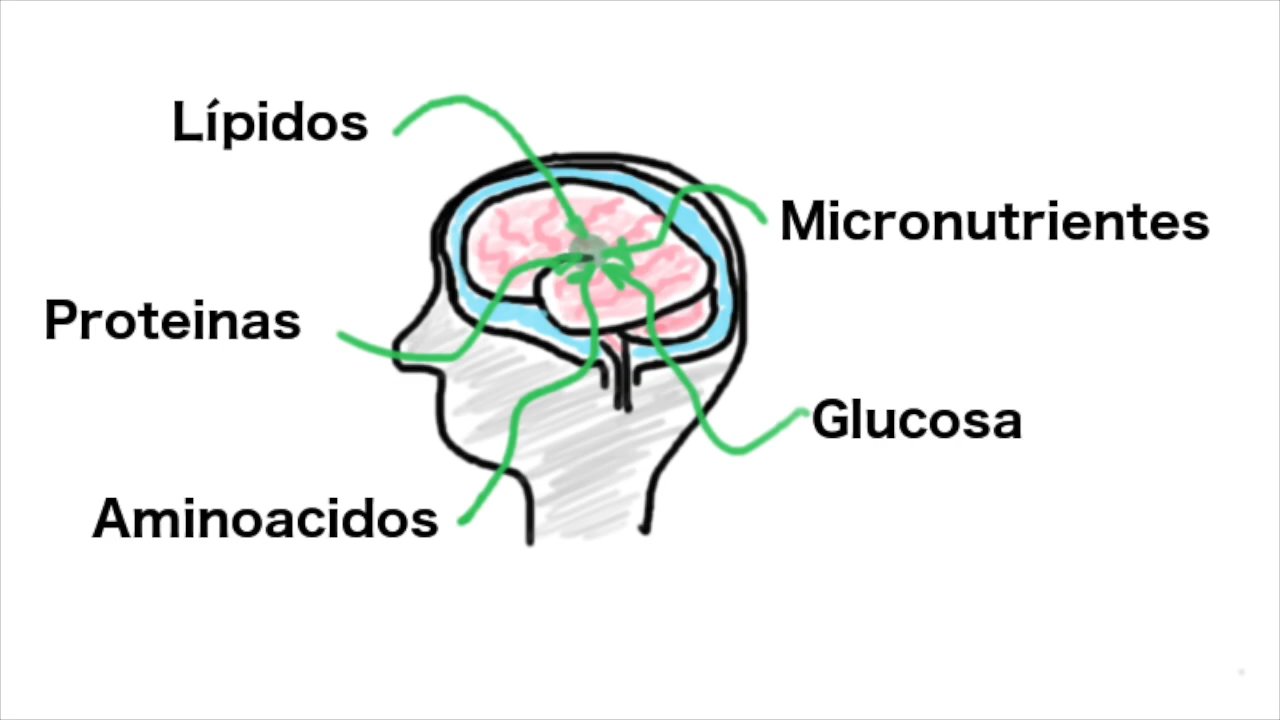 Lípidos
Micronutrientes
Proteinas
Glucosa
Aminoacidos